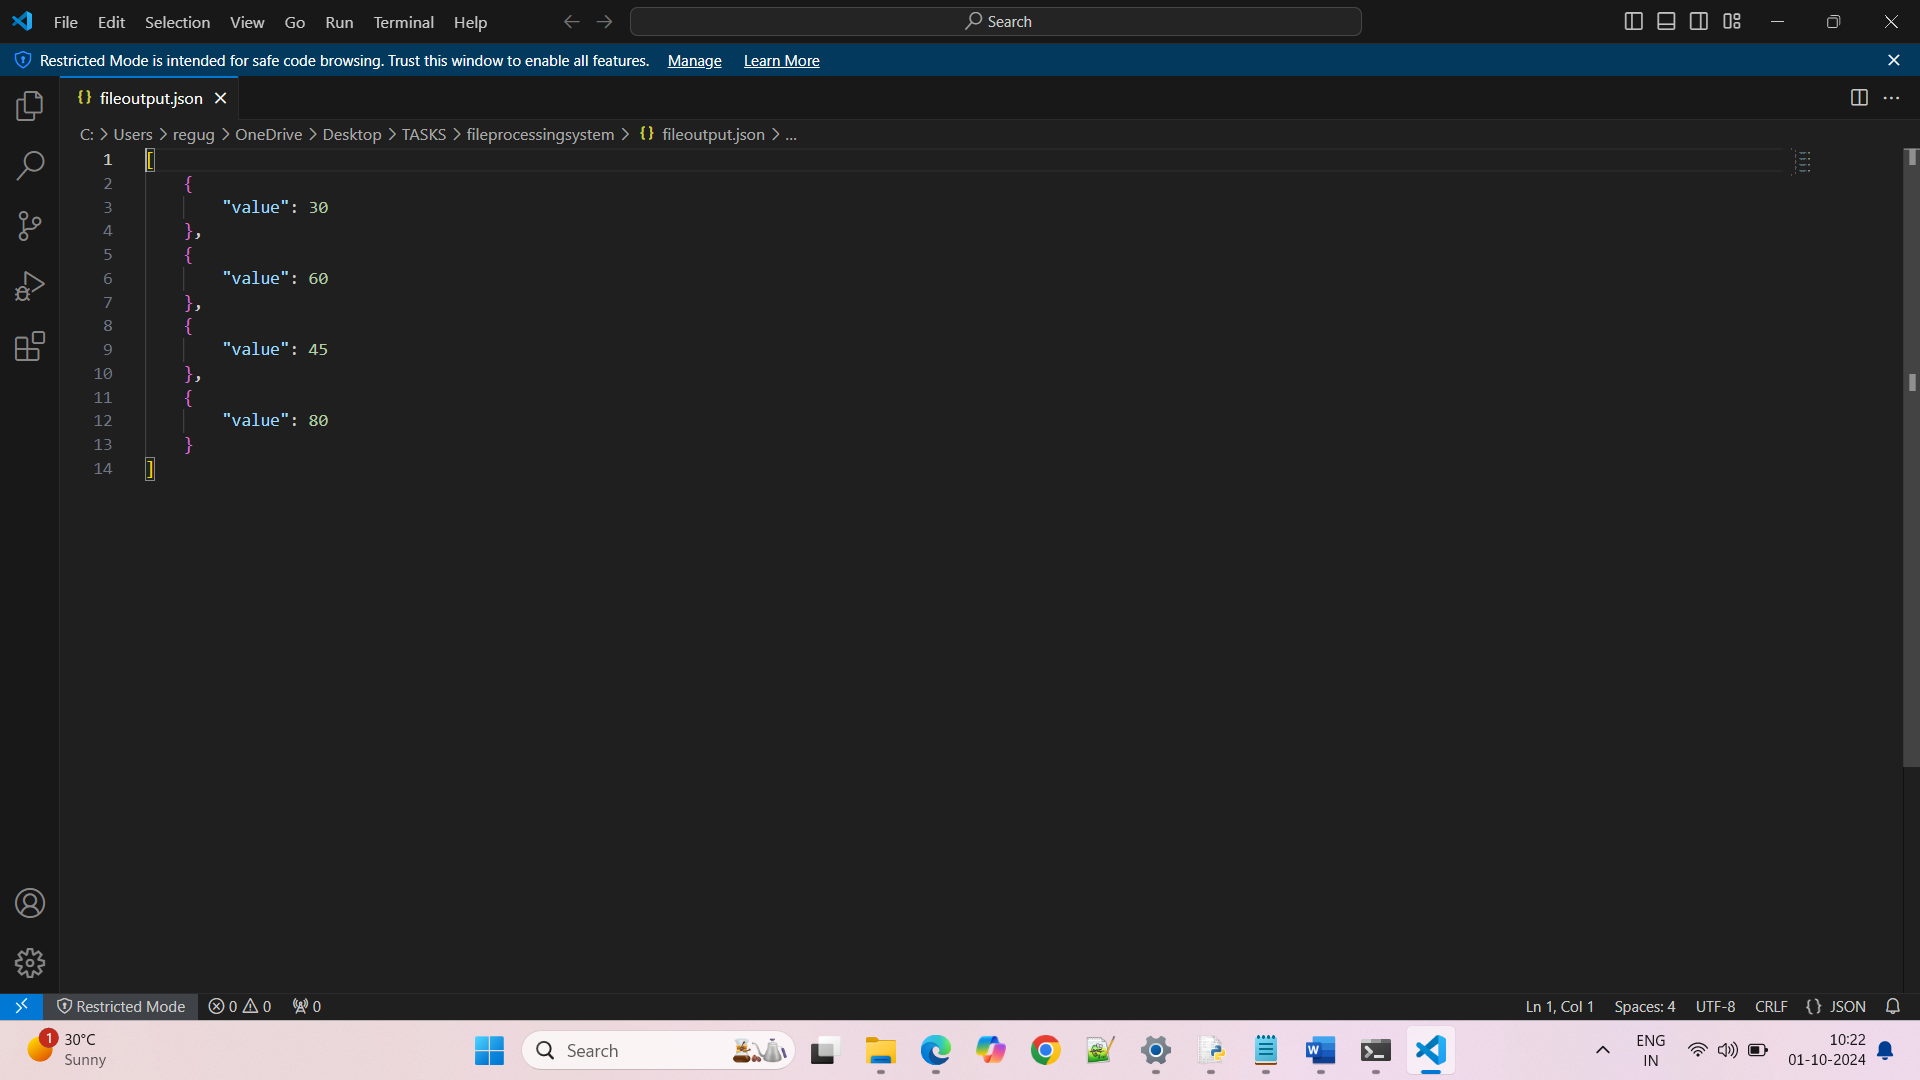 File Edit Selection View Go Run Terminal Help Search
Restricted Mode is intended for safe code browsing. Trust this window to enable all features. Manage Learn More
{} fileoutput.json
C: > Users > regug > OneDrive > Desktop > TASKS > fileprocessingsystem > {} fileoutput.json > ...
1 [
2 {
3 "value": 30
4 },
5 {
6 "value": 60
7 },
8 {
9 "value": 45
10 },
11 {
12 "value": 80
13 }
14 ]
Restricted Mode 0 0 0 Ln 1, Col 1 Spaces: 4 UTF-8 CRLF {} JSON
1 30°C Search ENG 10:22
Sunny IN 01-10-2024